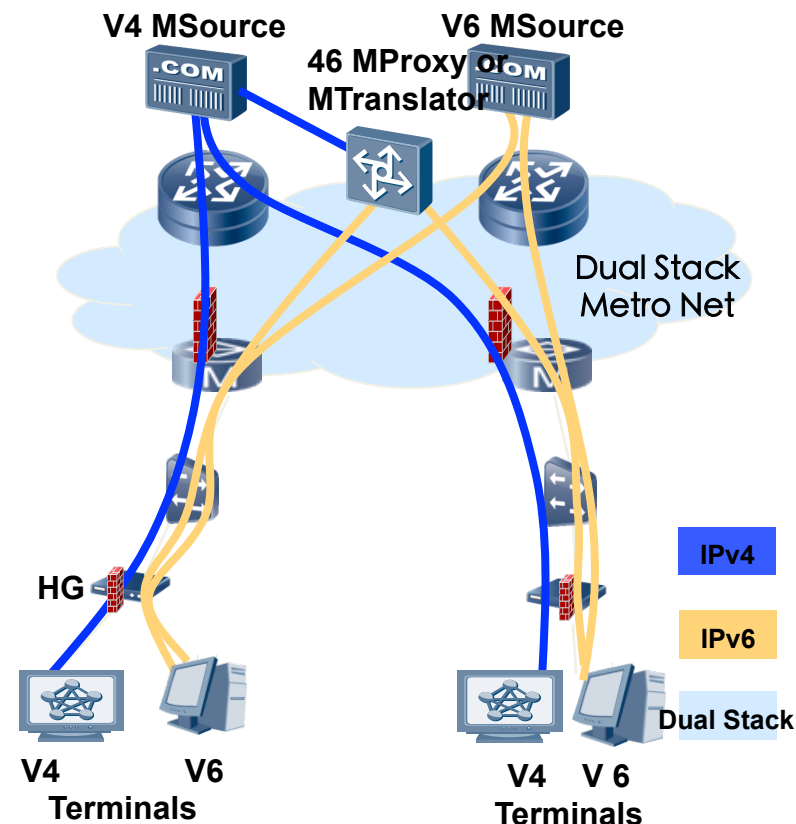 V4 MSource
V6 MSource
46 MProxy or
MTranslator
.COM
.COM
Dual Stack
Metro Net
M
M
HG
IPv4
IPv6
Dual Stack
V4
V6
Terminals
V4
V 6
Terminals